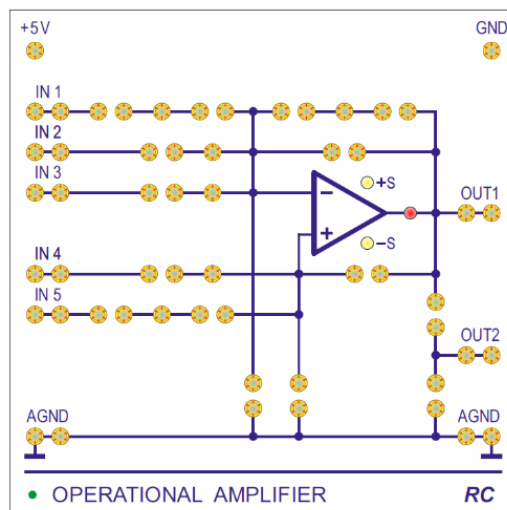 +5V GND
IN 1
IN 2
IN 3
+S
− OUT1
+
−S
IN 4
IN 5
OUT2
AGND AGND
• OPERATIONAL AMPLIFIER RC